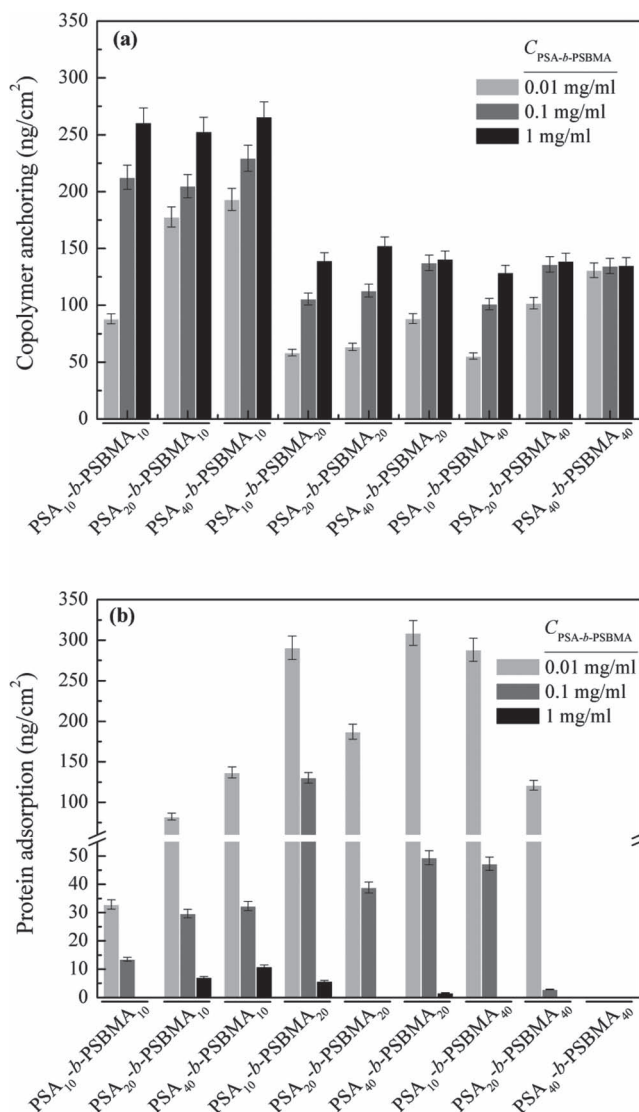 (a)
C_PSA-b-PSBMA
0.01 mg/ml
0.1 mg/ml
1 mg/ml
Copolymer anchoring (ng/cm²)
350
300
250
200
150
100
50
0
PSA₁₀-b-PSBMA₁₀
PSA₂₀-b-PSBMA₁₀
PSA₄₀-b-PSBMA₁₀
PSA₁₀-b-PSBMA₂₀
PSA₂₀-b-PSBMA₂₀
PSA₄₀-b-PSBMA₂₀
PSA₁₀-b-PSBMA₄₀
PSA₂₀-b-PSBMA₄₀
PSA₄₀-b-PSBMA₄₀
(b)
C_PSA-b-PSBMA
0.01 mg/ml
0.1 mg/ml
1 mg/ml
Protein adsorption (ng/cm²)
350
300
250
200
150
100
50
40
30
20
10
0
PSA₁₀-b-PSBMA₁₀
PSA₂₀-b-PSBMA₁₀
PSA₄₀-b-PSBMA₁₀
PSA₁₀-b-PSBMA₂₀
PSA₂₀-b-PSBMA₂₀
PSA₄₀-b-PSBMA₂₀
PSA₁₀-b-PSBMA₄₀
PSA₂₀-b-PSBMA₄₀
PSA₄₀-b-PSBMA₄₀